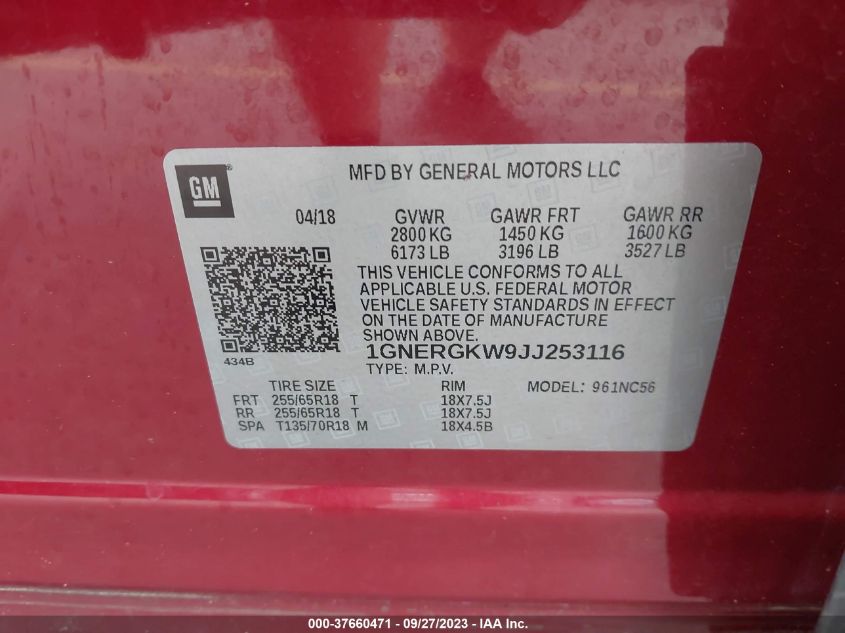 GM®
MFD BY GENERAL MOTORS LLC
04/18 GVWR GAWR FRT GAWR RR
2800 KG 1450 KG 1600 KG
6173 LB 3196 LB 3527 LB
THIS VEHICLE CONFORMS TO ALL
APPLICABLE U.S. FEDERAL MOTOR
VEHICLE SAFETY STANDARDS IN EFFECT
ON THE DATE OF MANUFACTURE
SHOWN ABOVE.
434B
1GNERGKW9JJ253116
TYPE: M.P.V.
TIRE SIZE RIM MODEL: 961NC56
FRT 255/65R18 T 18X7.5J
RR 255/65R18 T 18X7.5J
SPA T135/70R18 M 18X4.5B
000-37660471 - 09/27/2023 - IAA Inc.